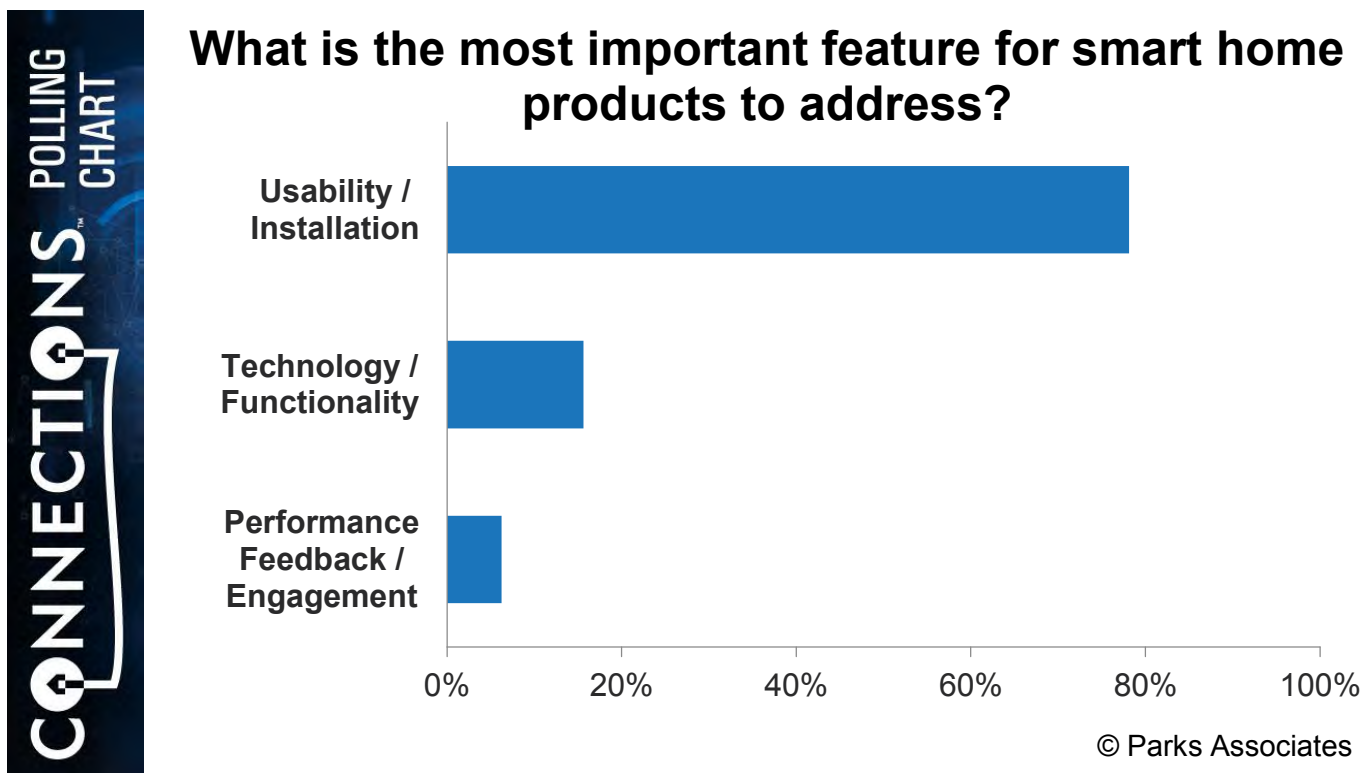 CONNECTIONS™ POLLING
CHART
What is the most important feature for smart home
products to address?
Usability /
Installation
Technology /
Functionality
Performance
Feedback /
Engagement
0% 20% 40% 60% 80% 100%
© Parks Associates